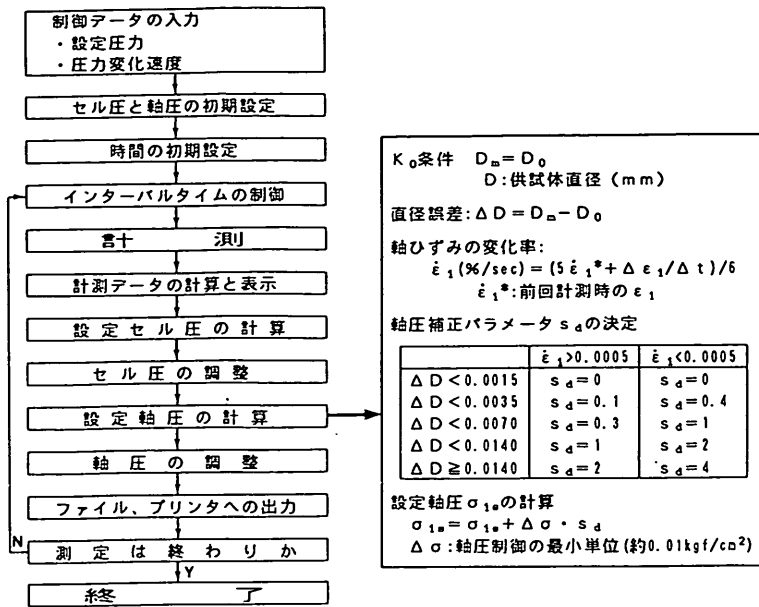 制御データの入力
・設定圧力
・圧力変化速度
セル圧と軸圧の初期設定
時間の初期設定
インターバルタイムの制御
計 測
計測データの計算と表示
設定セル圧の計算
セル圧の調整
設定軸圧の計算
軸圧の調整
ファイル、プリンタへの出力
N
測定は終わりか
Y
終 了
K₀条件 Dₘ=D₀
D:供試体直径(mm)
直径誤差:ΔD=Dₘ-D₀
軸ひずみの変化率:
ε̇₁(%/sec)=(5ε̇₁*+Δε₁/Δt)/6
ε̇₁*:前回計測時のε₁
軸圧補正パラメータs_dの決定
ε̇₁>0.0005 ε̇₁<0.0005
ΔD<0.0015 s_d=0 s_d=0
ΔD<0.0035 s_d=0.1 s_d=0.4
ΔD<0.0070 s_d=0.3 s_d=1
ΔD<0.0140 s_d=1 s_d=2
ΔD≧0.0140 s_d=2 s_d=4
設定軸圧σ₁ₛの計算
σ₁ₛ=σ₁ₛ+Δσ・s_d
Δσ:軸圧制御の最小単位(約0.01kgf/cm²)